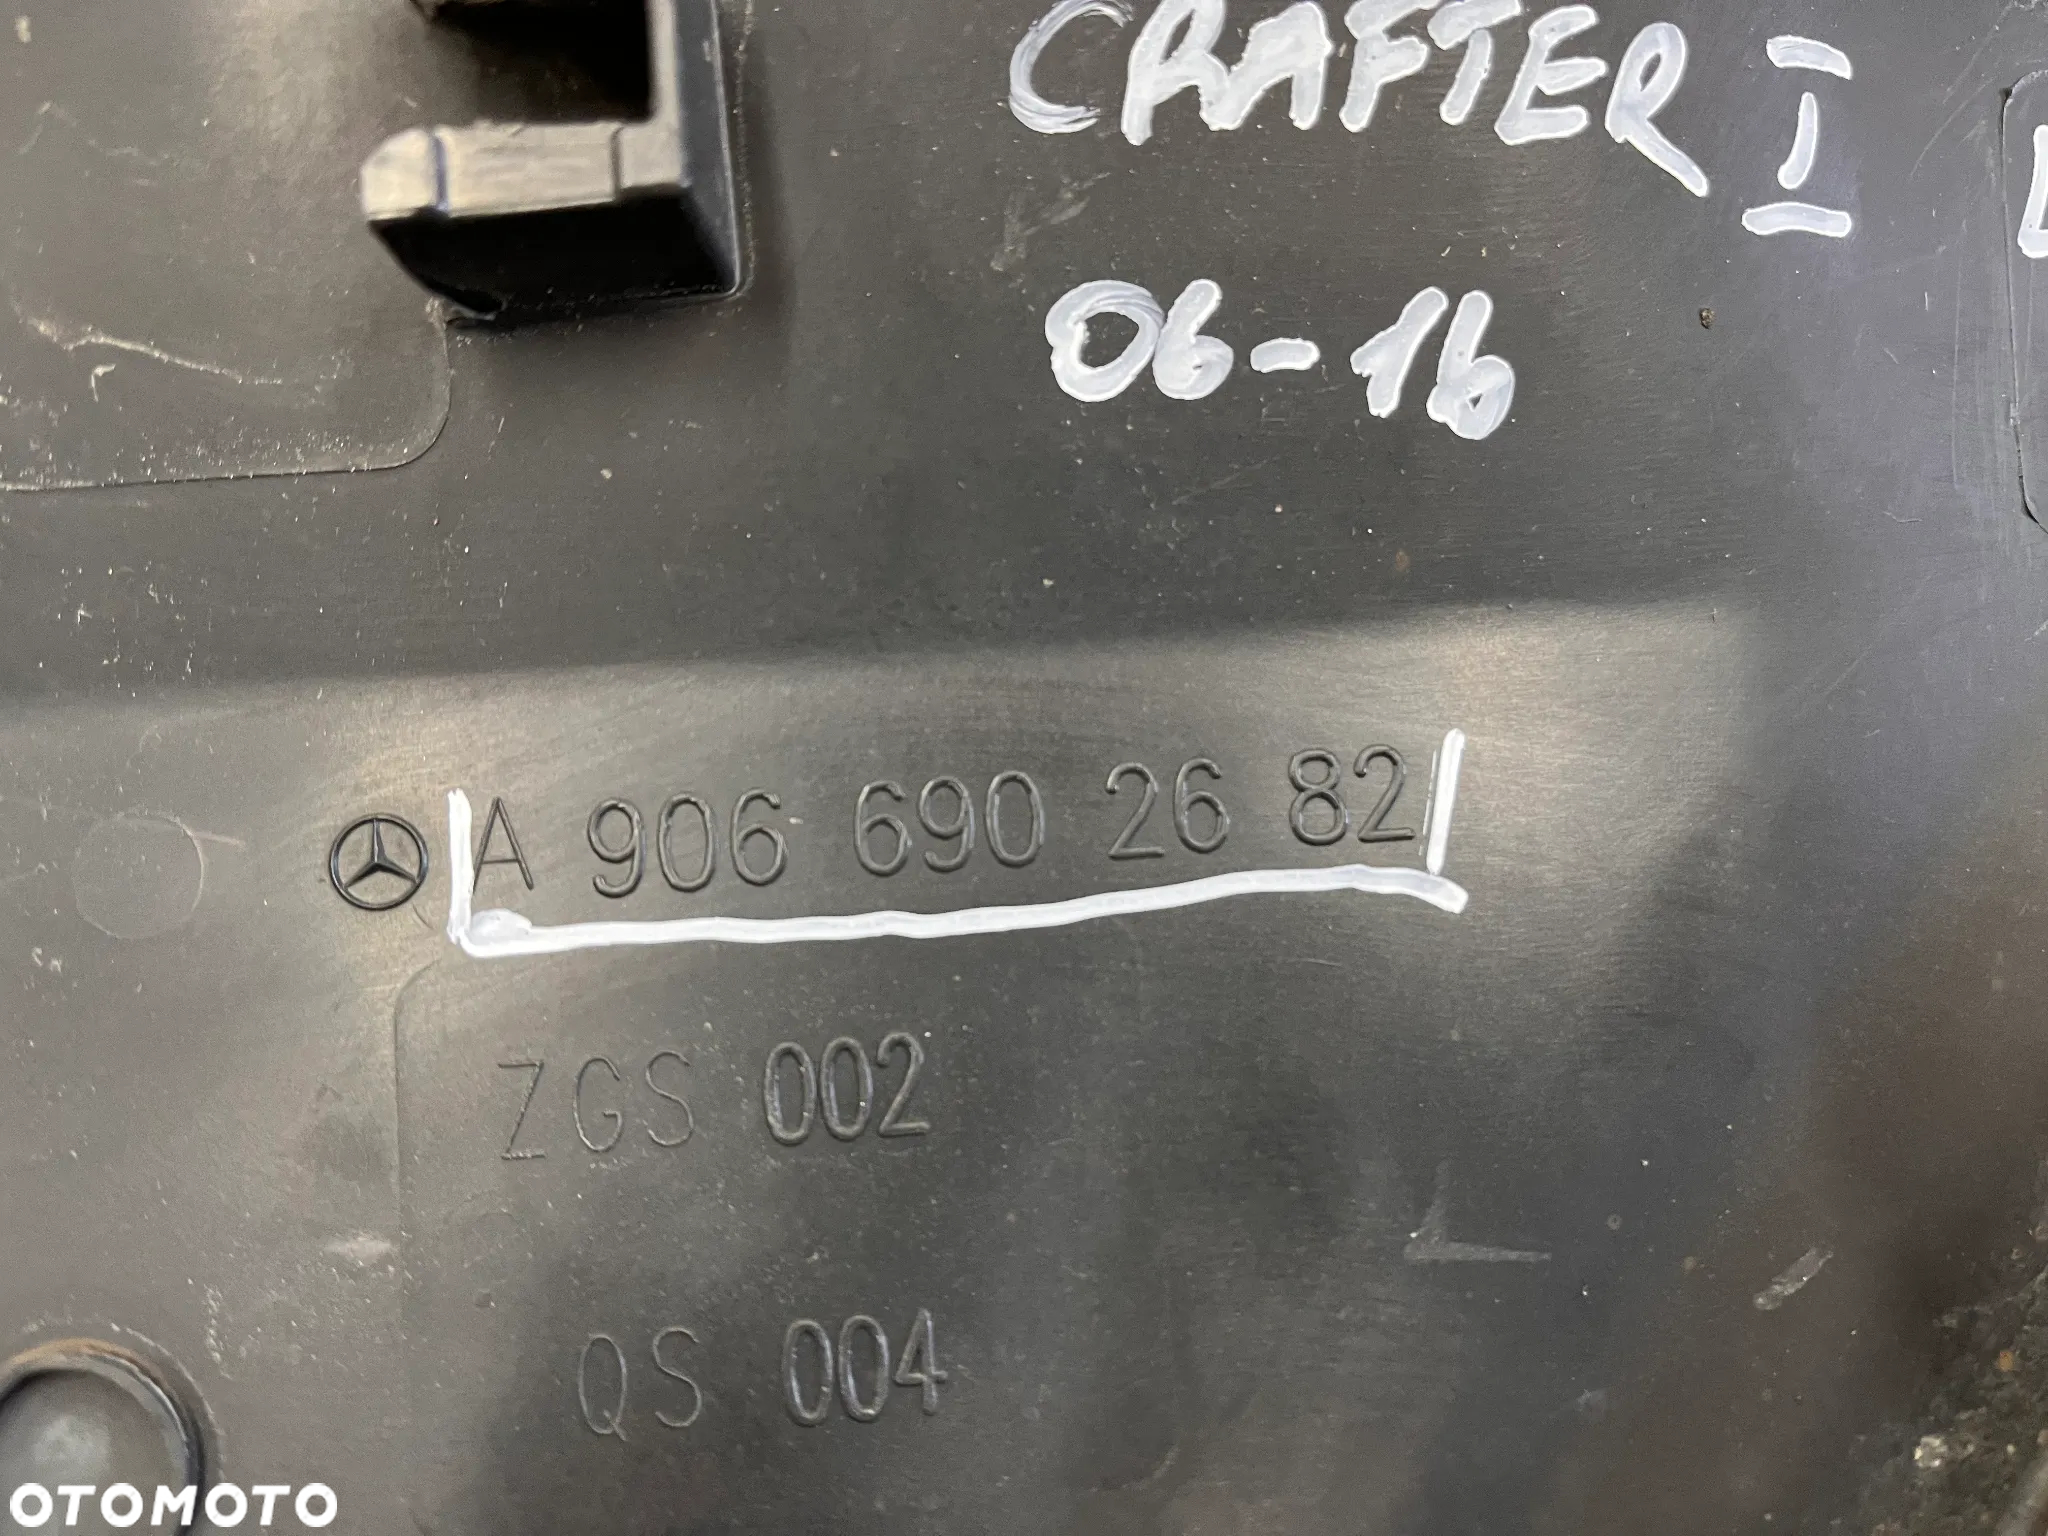 CRAFTER I
06-16
A 906 690 26 82
ZGS 002
QS 004
OTOMOTO